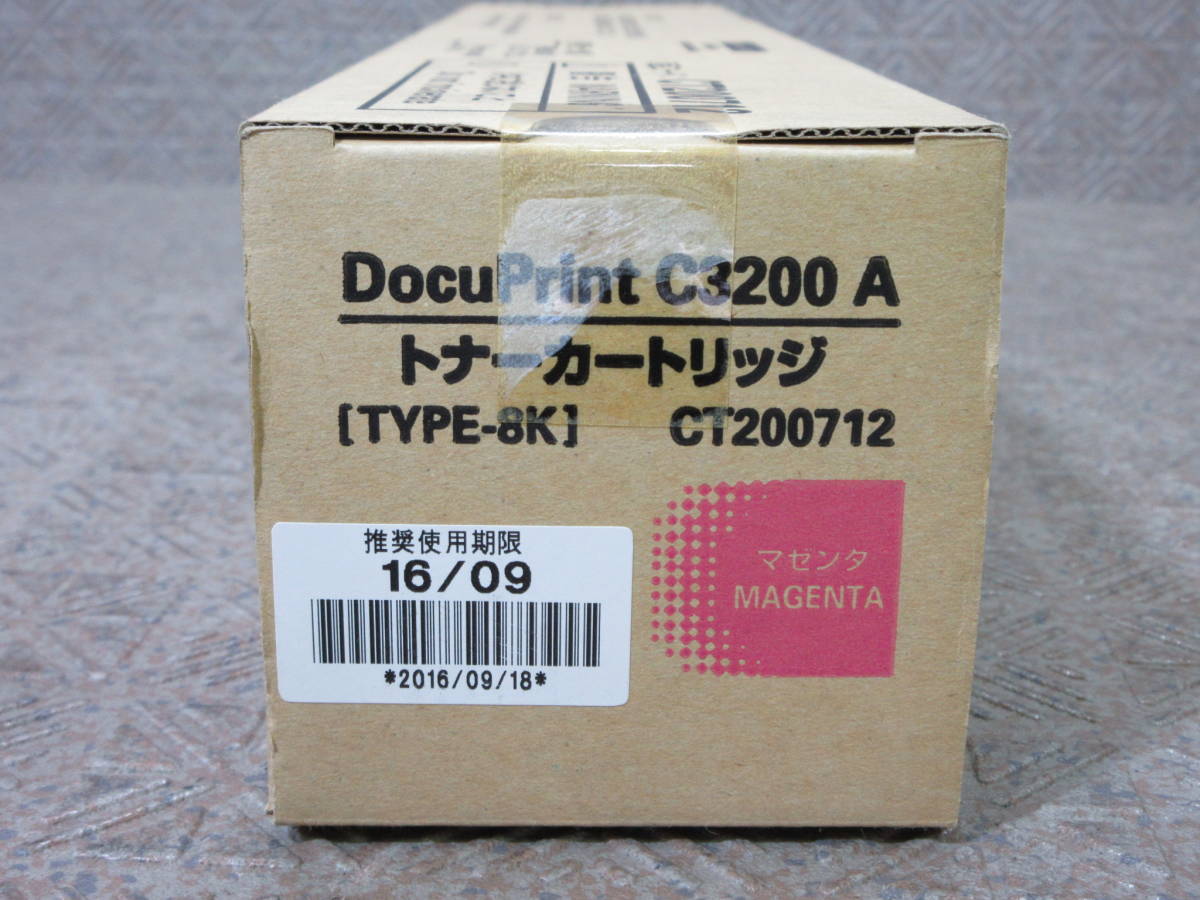 DocuPrint C3200 A
トナーカートリッジ
[TYPE-8K] CT200712
マゼンタ
MAGENTA
推奨使用期限
16/09
*2016/09/18*